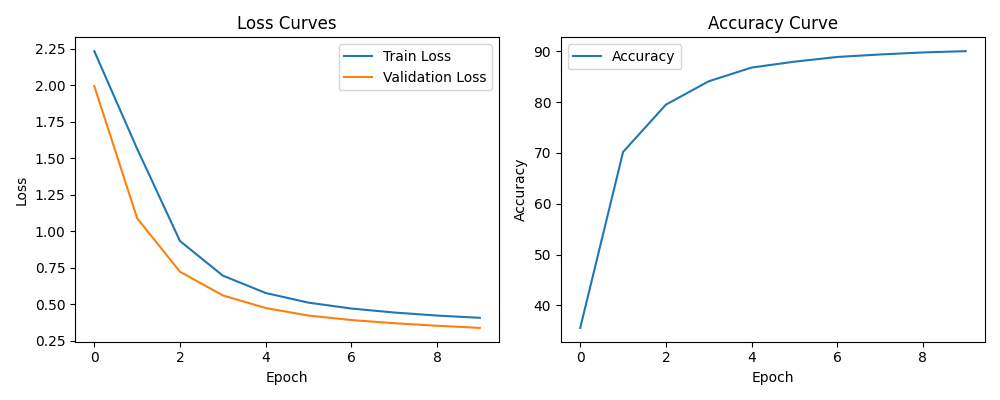 Loss Curves
Train Loss
Validation Loss
2.25
2.00
1.75
1.50
1.25
1.00
0.75
0.50
0.25
Loss
0 2 4 6 8
Epoch
Accuracy Curve
Accuracy
90
80
70
60
50
40
Accuracy
0 2 4 6 8
Epoch